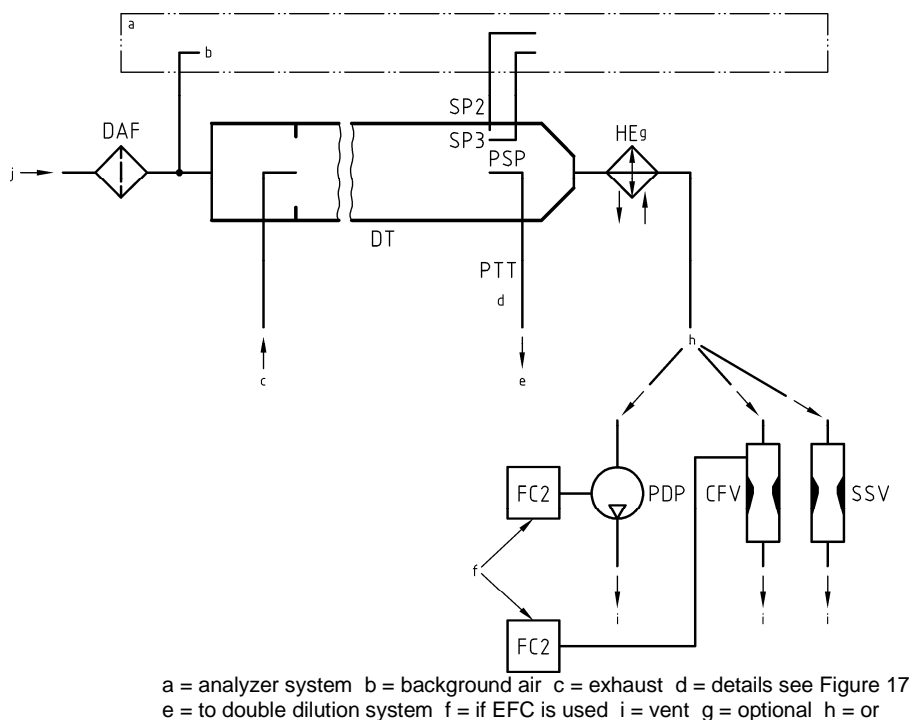 a
b
SP2
DAF
SP3
HEg
PSP
j
DT
PTT
d
c
e
h
FC2
PDP
CFV
SSV
f
i
i
i
FC2
a = analyzer system b = background air c = exhaust d = details see Figure 17
e = to double dilution system f = if EFC is used i = vent g = optional h = or